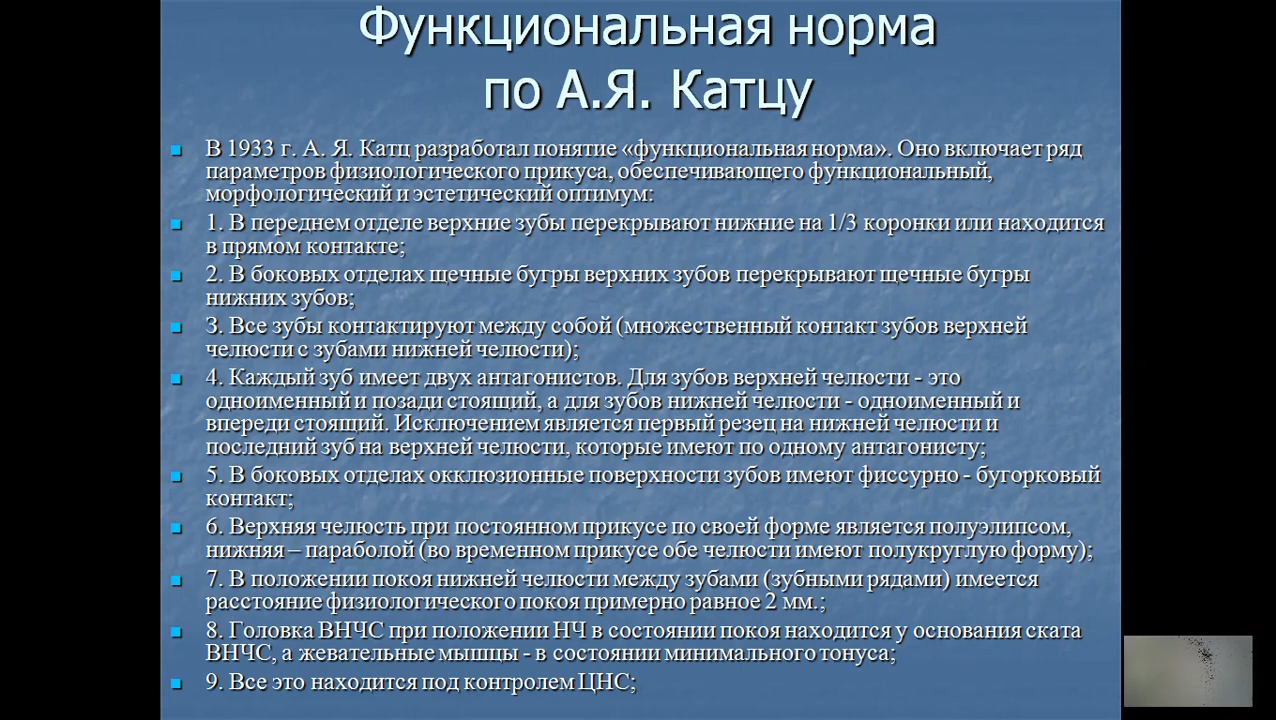 Функциональная норма
по А.Я. Катцу
В 1933 г. А. Я. Катц разработал понятие «функциональная норма». Оно включает ряд
параметров физиологического прикуса, обеспечивающего функциональный,
морфологический и эстетический оптимум:
1. В переднем отделе верхние зубы перекрывают нижние на 1/3 коронки или находится
в прямом контакте;
2. В боковых отделах щечные бугры верхних зубов перекрывают щечные бугры
нижних зубов;
3. Все зубы контактируют между собой (множественный контакт зубов верхней
челюсти с зубами нижней челюсти);
4. Каждый зуб имеет двух антагонистов. Для зубов верхней челюсти - это
одноименный и позади стоящий, а для зубов нижней челюсти - одноименный и
впереди стоящий. Исключением является первый резец на нижней челюсти и
последний зуб на верхней челюсти, которые имеют по одному антагонисту;
5. В боковых отделах окклюзионные поверхности зубов имеют фиссурно - бугорковый
контакт;
6. Верхняя челюсть при постоянном прикусе по своей форме является полуэлипсом,
нижняя – параболой (во временном прикусе обе челюсти имеют полукруглую форму);
7. В положении покоя нижней челюсти между зубами (зубными рядами) имеется
расстояние физиологического покоя примерно равное 2 мм.;
8. Головка ВНЧС при положении НЧ в состоянии покоя находится у основания ската
ВНЧС, а жевательные мышцы - в состоянии минимального тонуса;
9. Все это находится под контролем ЦНС;